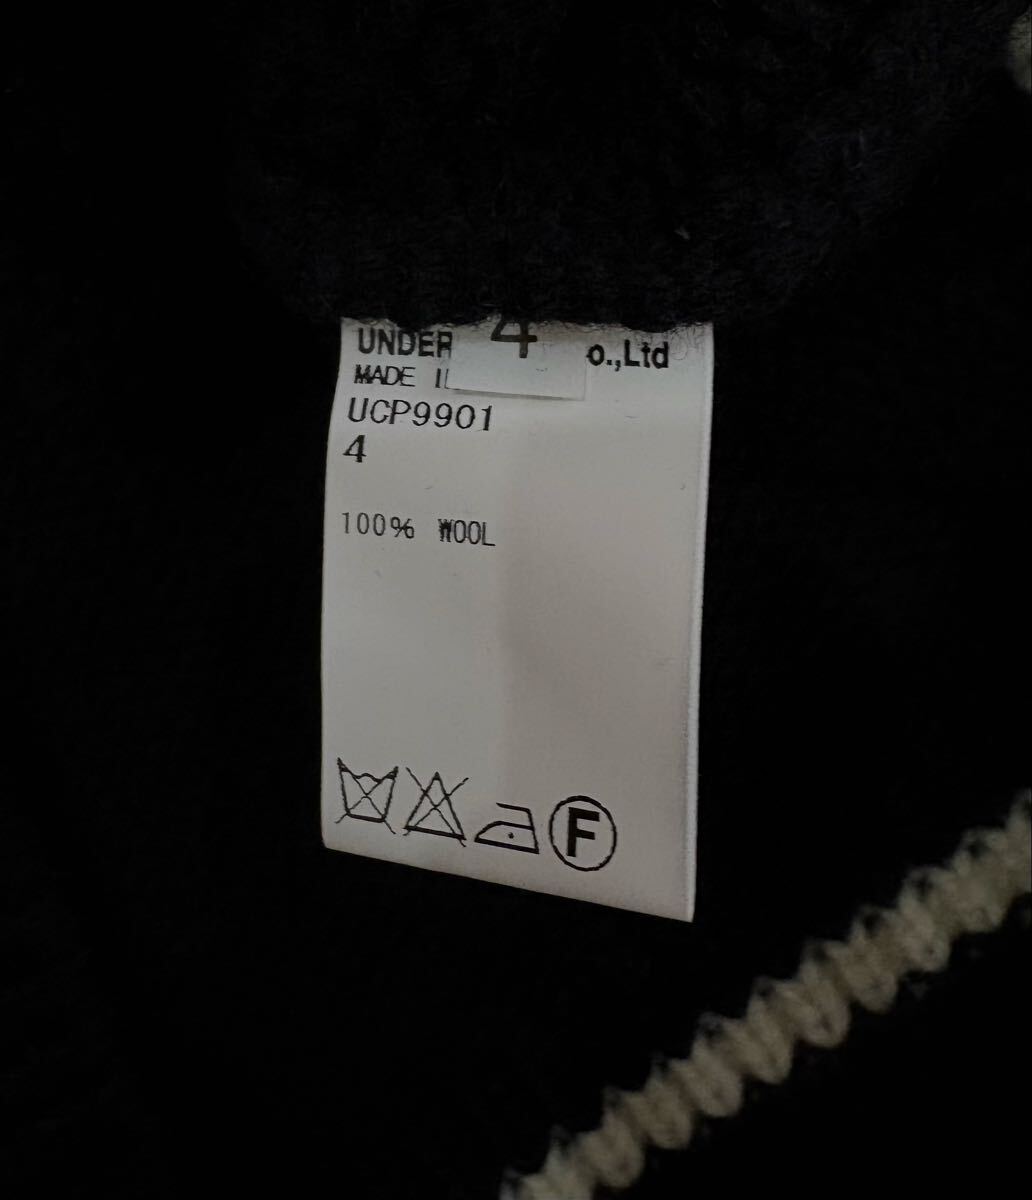 UNDER 4 o.,Ltd
MADE I
UCP9901
4
100% WOOL
F